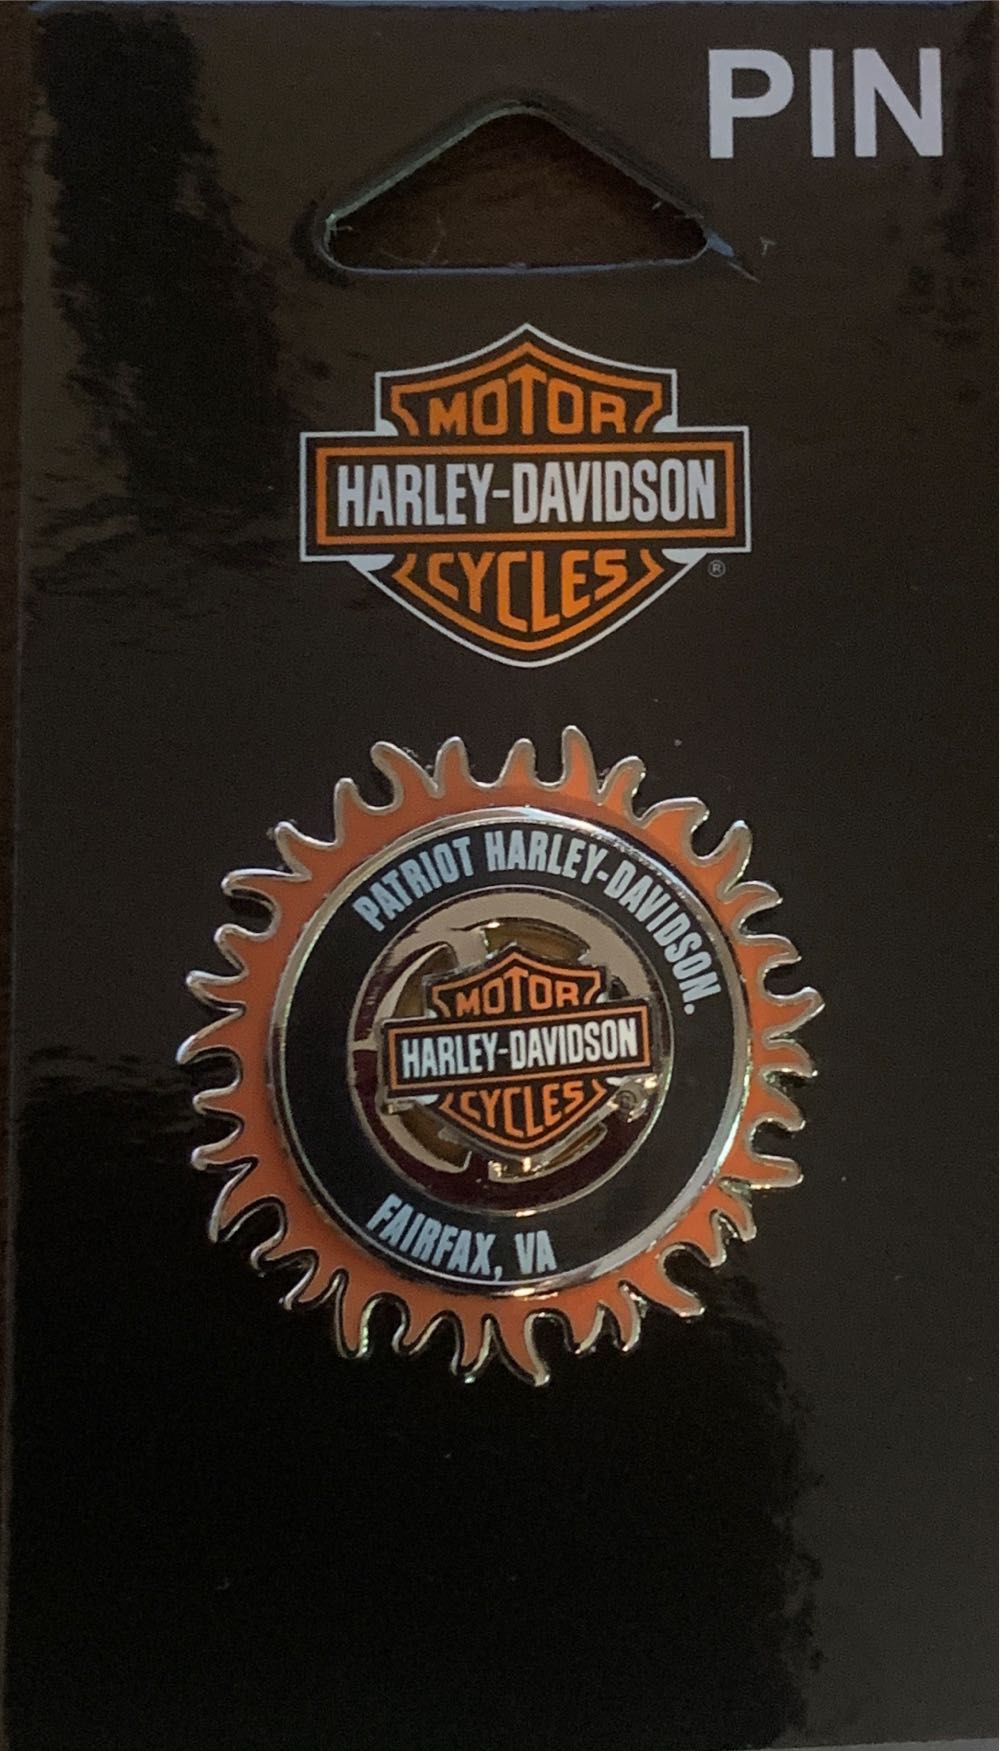 PIN
MOTOR
HARLEY-DAVIDSON
CYCLES
®
PATRIOT HARLEY-DAVIDSON.
MOTOR
HARLEY-DAVIDSON
CYCLES
®
FAIRFAX, VA